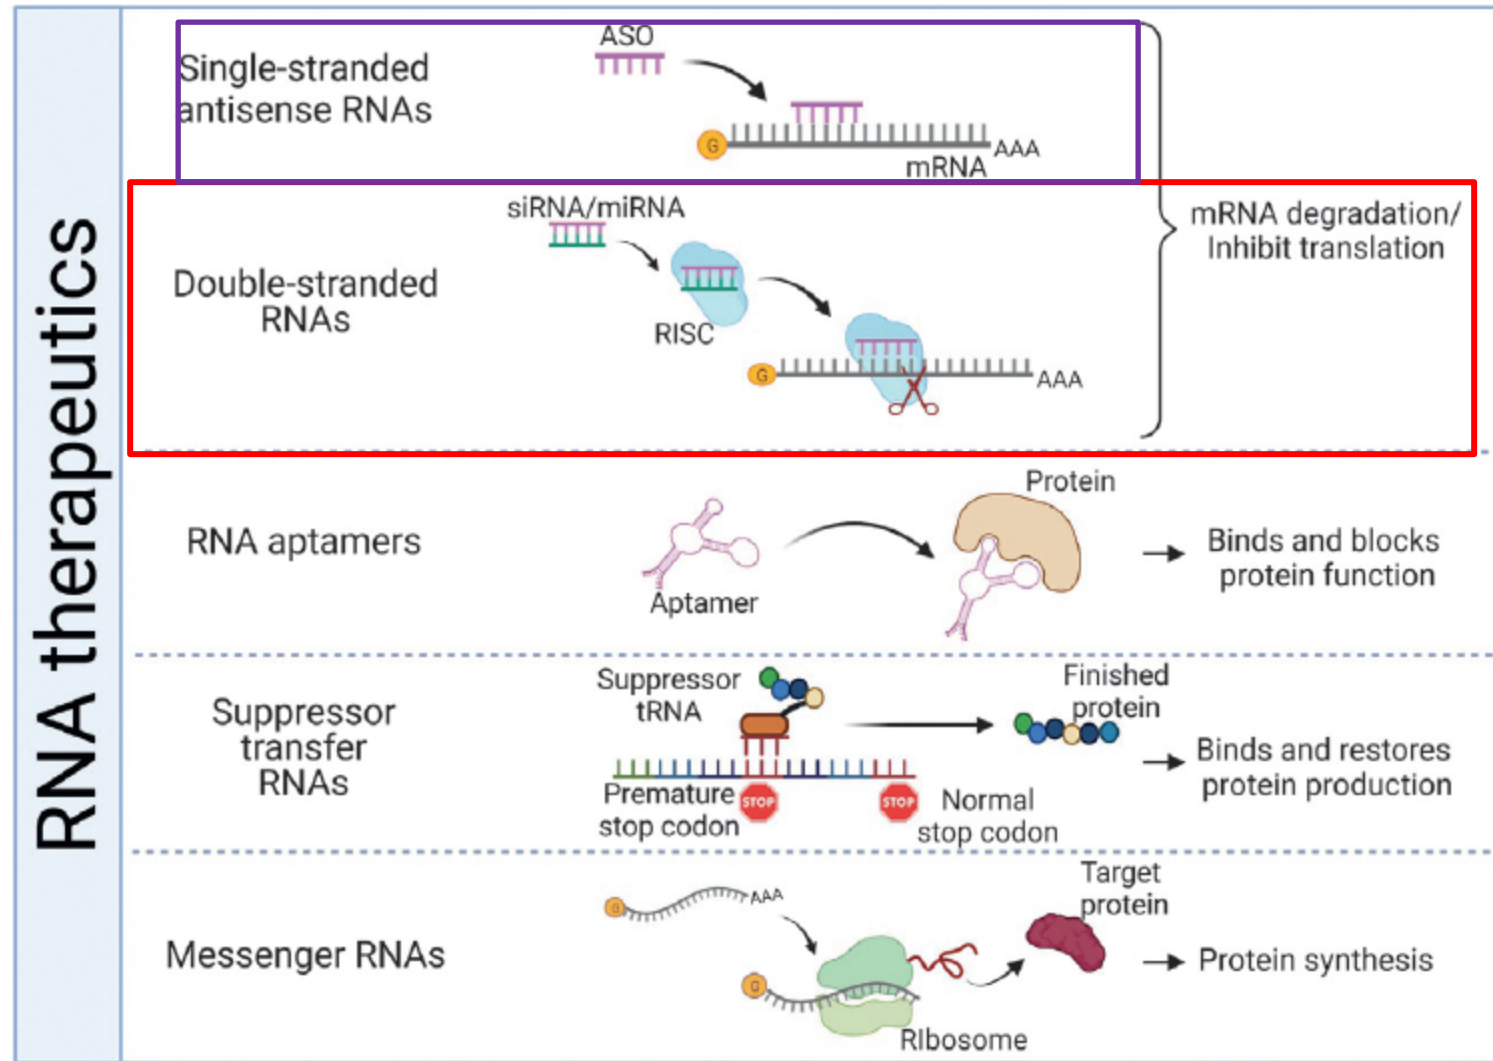 RNA therapeutics
Single-stranded
antisense RNAs
ASO
G
AAA
mRNA
mRNA degradation/
Inhibit translation
Double-stranded
RNAs
siRNA/miRNA
RISC
G
AAA
RNA aptamers
Aptamer
Protein
Binds and blocks
protein function
Suppressor
transfer
RNAs
Suppressor
tRNA
Premature
stop codon
STOP
STOP
Normal
stop codon
Finished
protein
Binds and restores
protein production
Messenger RNAs
G
AAA
G
RIbosome
Target
protein
Protein synthesis